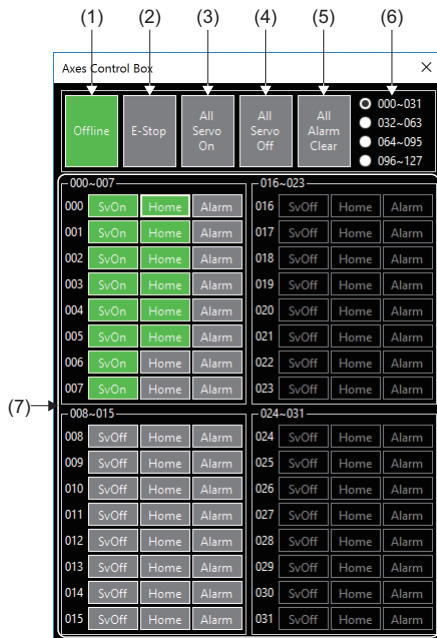 (1) (2) (3) (4) (5) (6)
Axes Control Box
Offline E-Stop All Servo On All Servo Off All Alarm Clear
000~031
032~063
064~095
096~127
000~007
000 SvOn Home Alarm
001 SvOn Home Alarm
002 SvOn Home Alarm
003 SvOn Home Alarm
004 SvOn Home Alarm
005 SvOn Home Alarm
006 SvOn Home Alarm
007 SvOn Home Alarm
016~023
016 SvOff Home Alarm
017 SvOff Home Alarm
018 SvOff Home Alarm
019 SvOff Home Alarm
020 SvOff Home Alarm
021 SvOff Home Alarm
022 SvOff Home Alarm
023 SvOff Home Alarm
(7)
008~015
008 SvOff Home Alarm
009 SvOff Home Alarm
010 SvOff Home Alarm
011 SvOff Home Alarm
012 SvOff Home Alarm
013 SvOff Home Alarm
014 SvOff Home Alarm
015 SvOff Home Alarm
024~031
024 SvOff Home Alarm
025 SvOff Home Alarm
026 SvOff Home Alarm
027 SvOff Home Alarm
028 SvOff Home Alarm
029 SvOff Home Alarm
030 SvOff Home Alarm
031 SvOff Home Alarm